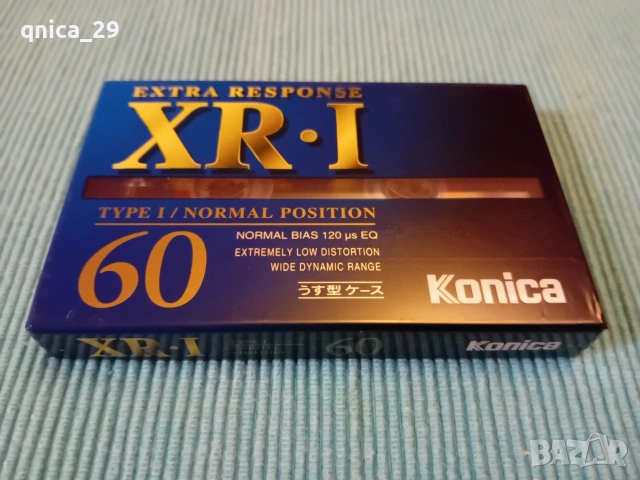 qnica_29
EXTRA RESPONSE
XR·I
TYPE I / NORMAL POSITION
60
NORMAL BIAS 120 µs EQ
EXTREMELY LOW DISTORTION
WIDE DYNAMIC RANGE
うす型 ケース
Konica
XR·I
60
Konica
BAZAR